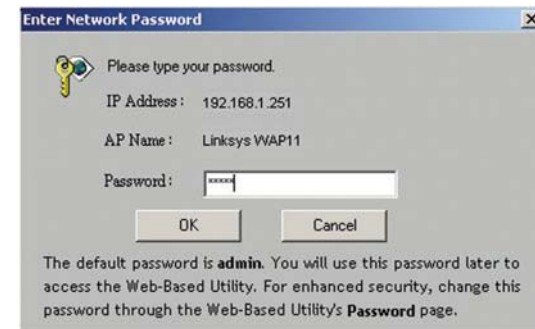 Enter Network Password
Please type your password.
IP Address: 192.168.1.251
AP Name: Linksys WAP11
Password: *****
OK Cancel
The default password is admin. You will use this password later to
access the Web-Based Utility. For enhanced security, change this
password through the Web-Based Utility's Password page.